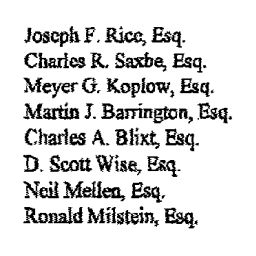 Joseph F. Rice, Esq.
Charles R. Saxbe, Esq.
Meyer G. Koplow, Esq.
Martin J. Barrington, Esq.
Charles A. Blixt, Esq.
D. Scott Wise, Esq.
Neil Mellen, Esq.
Ronald Milstein, Esq.